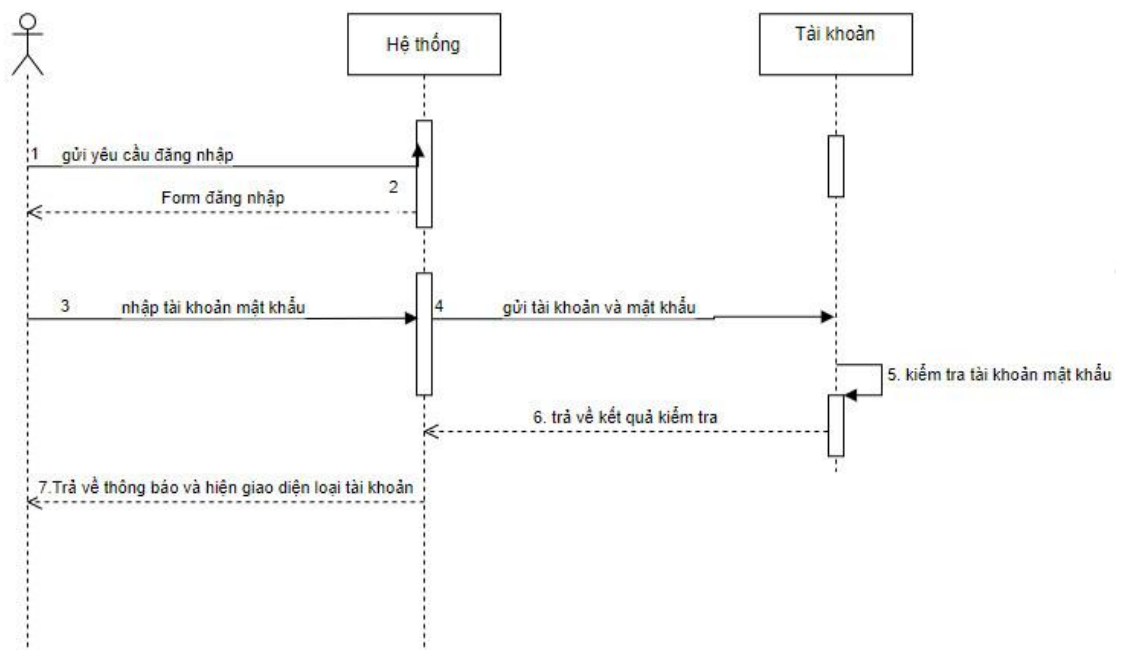 Hệ thống
Tài khoản
1 gửi yêu cầu đăng nhập
2
Form đăng nhập
3 nhập tài khoản mật khẩu
4 gửi tài khoản và mật khẩu
5. kiểm tra tài khoản mật khẩu
6. trả về kết quả kiểm tra
7.Trả về thông báo và hiện giao diện loại tài khoản